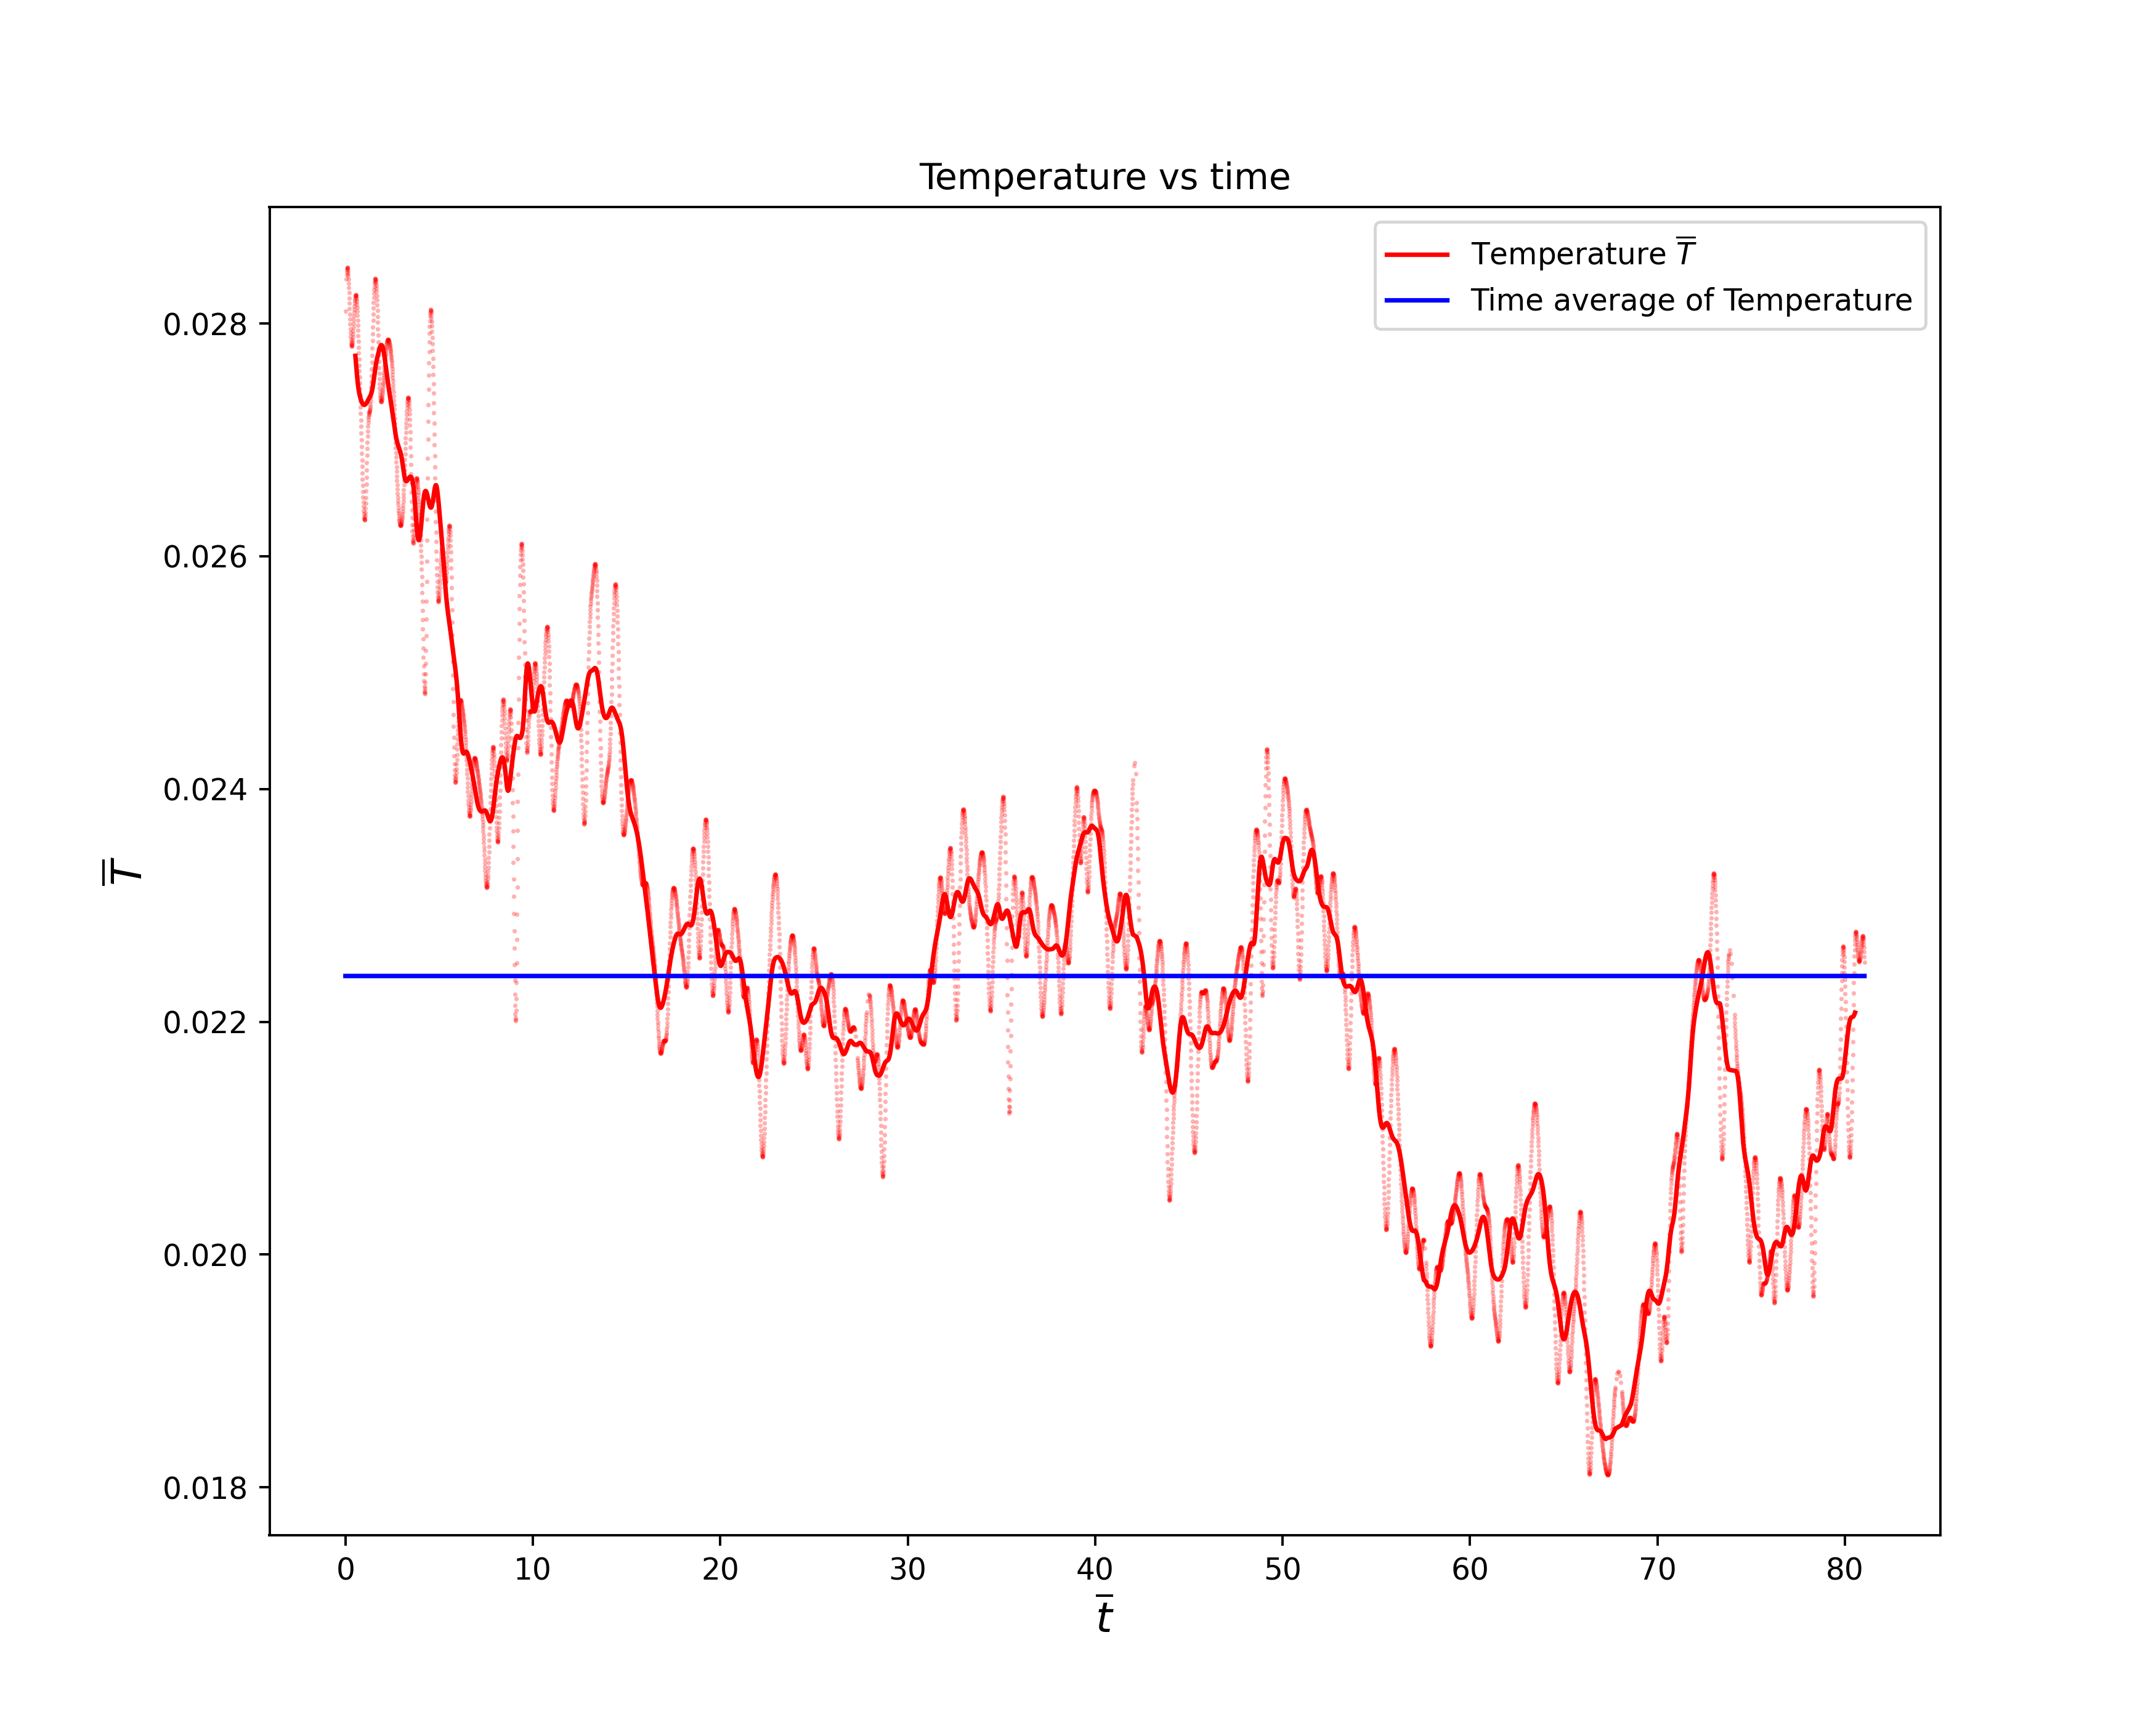 Temperature vs time
Temperature T̅
Time average of Temperature
0.028
0.026
0.024
0.022
0.020
0.018
T̅
0 10 20 30 40 50 60 70 80
t̅